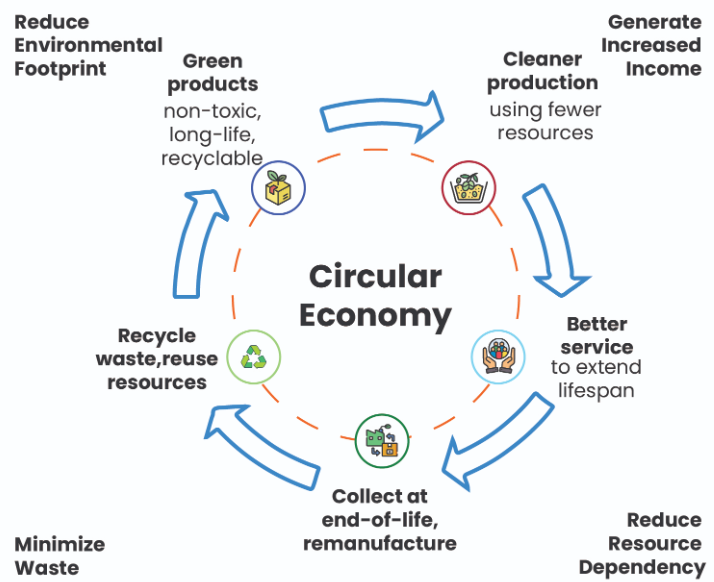 Reduce
Environmental
Footprint
Generate
Increased
Income
Green
products
non-toxic,
long-life,
recyclable
Cleaner
production
using fewer
resources
Circular
Economy
Better
service
to extend
lifespan
Recycle
waste,reuse
resources
Collect at
end-of-life,
remanufacture
Minimize
Waste
Reduce
Resource
Dependency